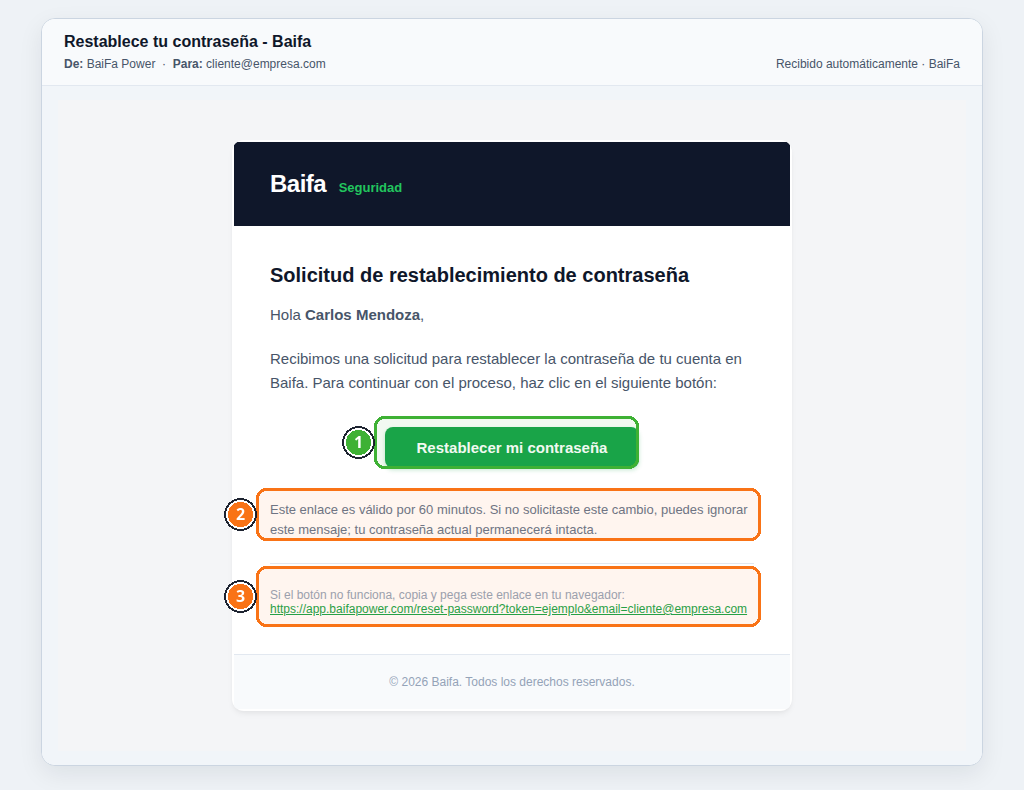 Restablece tu contraseña - Baifa
De: BaiFa Power · Para: cliente@empresa.com
Recibido automáticamente · BaiFa
Baifa Seguridad
Solicitud de restablecimiento de contraseña
Hola Carlos Mendoza,
Recibimos una solicitud para restablecer la contraseña de tu cuenta en
Baifa. Para continuar con el proceso, haz clic en el siguiente botón:
1
Restablecer mi contraseña
2
Este enlace es válido por 60 minutos. Si no solicitaste este cambio, puedes ignorar
este mensaje; tu contraseña actual permanecerá intacta.
3
Si el botón no funciona, copia y pega este enlace en tu navegador:
https://app.baifapower.com/reset-password?token=ejemplo&email=cliente@empresa.com
© 2026 Baifa. Todos los derechos reservados.